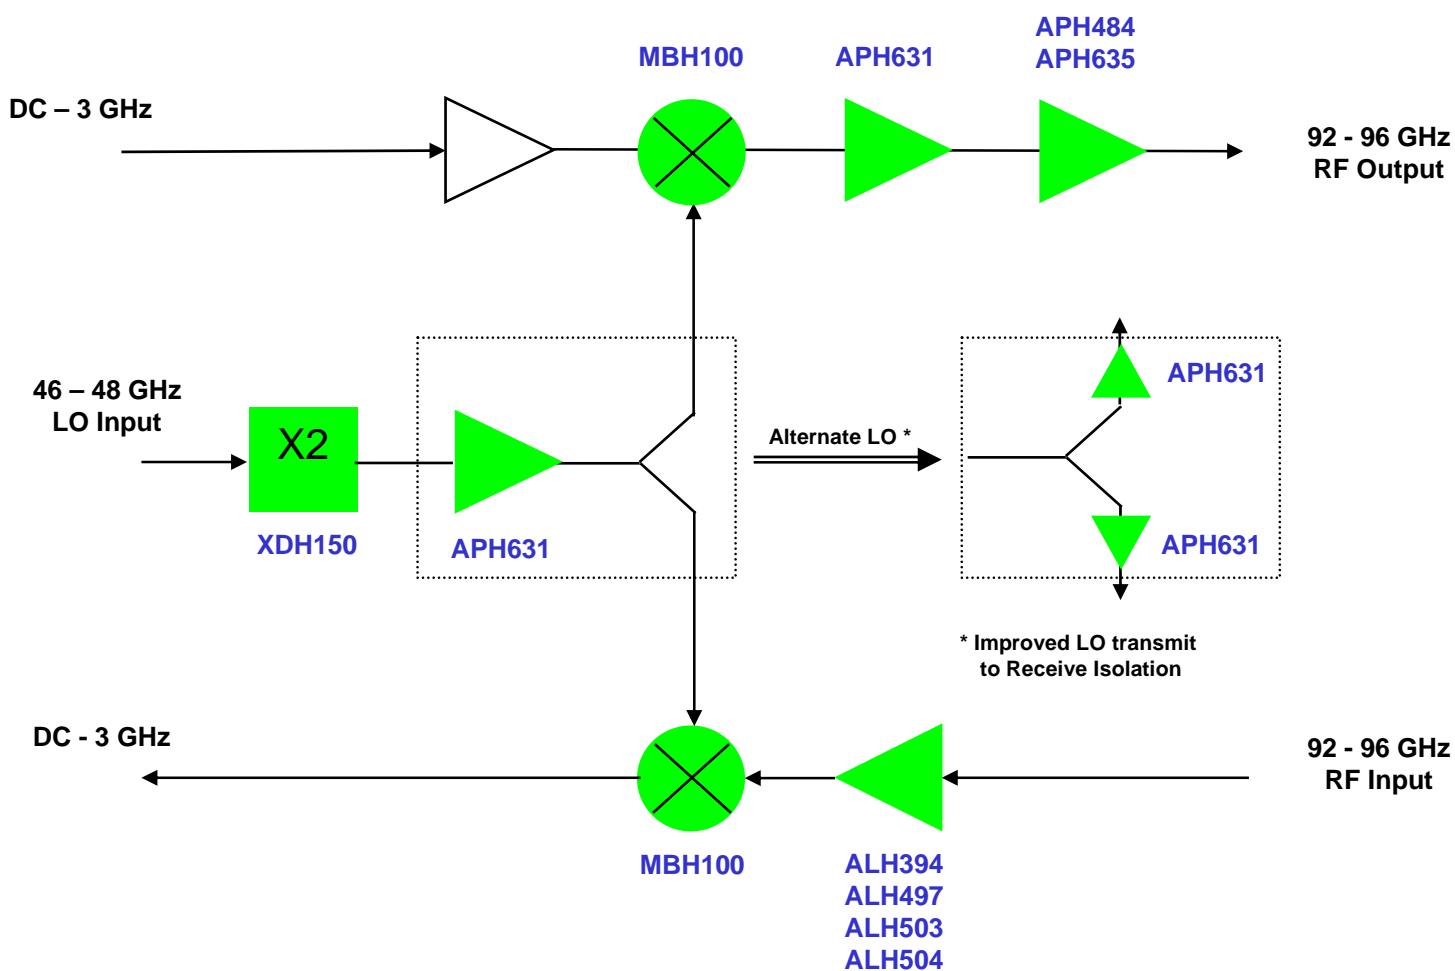 APH484
APH635
MBH100
APH631
DC – 3 GHz
92 - 96 GHz
RF Output
46 – 48 GHz
LO Input
X2
XDH150
APH631
Alternate LO *
APH631
APH631
* Improved LO transmit
to Receive Isolation
DC - 3 GHz
92 - 96 GHz
RF Input
MBH100
ALH394
ALH497
ALH503
ALH504